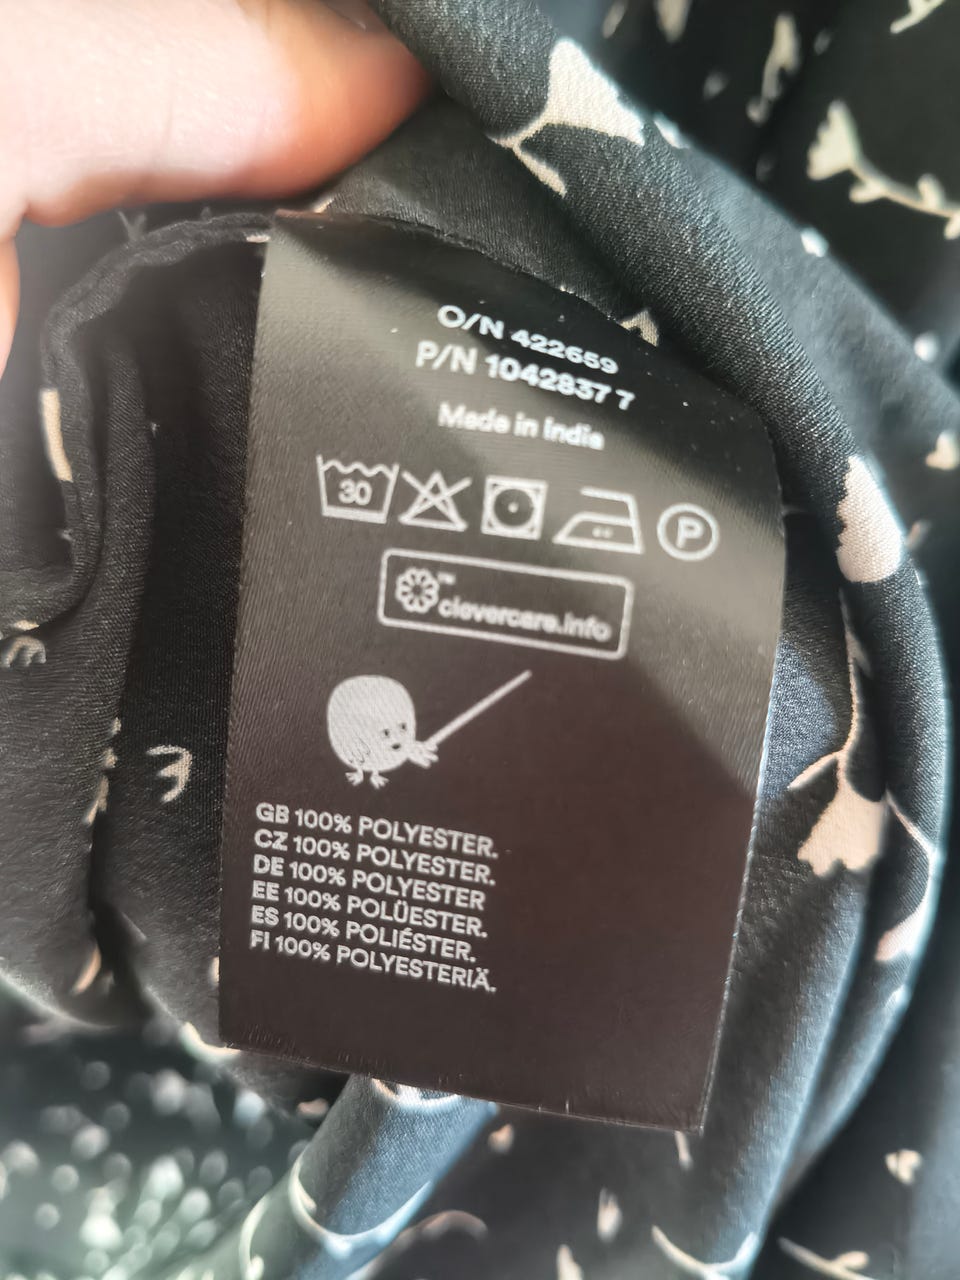 O/N 422659
P/N 1042837 7
Made in India
30
P
™
clevercare.info
GB 100% POLYESTER.
CZ 100% POLYESTER.
DE 100% POLYESTER
EE 100% POLÜESTER.
ES 100% POLIÉSTER.
FI 100% POLYESTERIÄ.